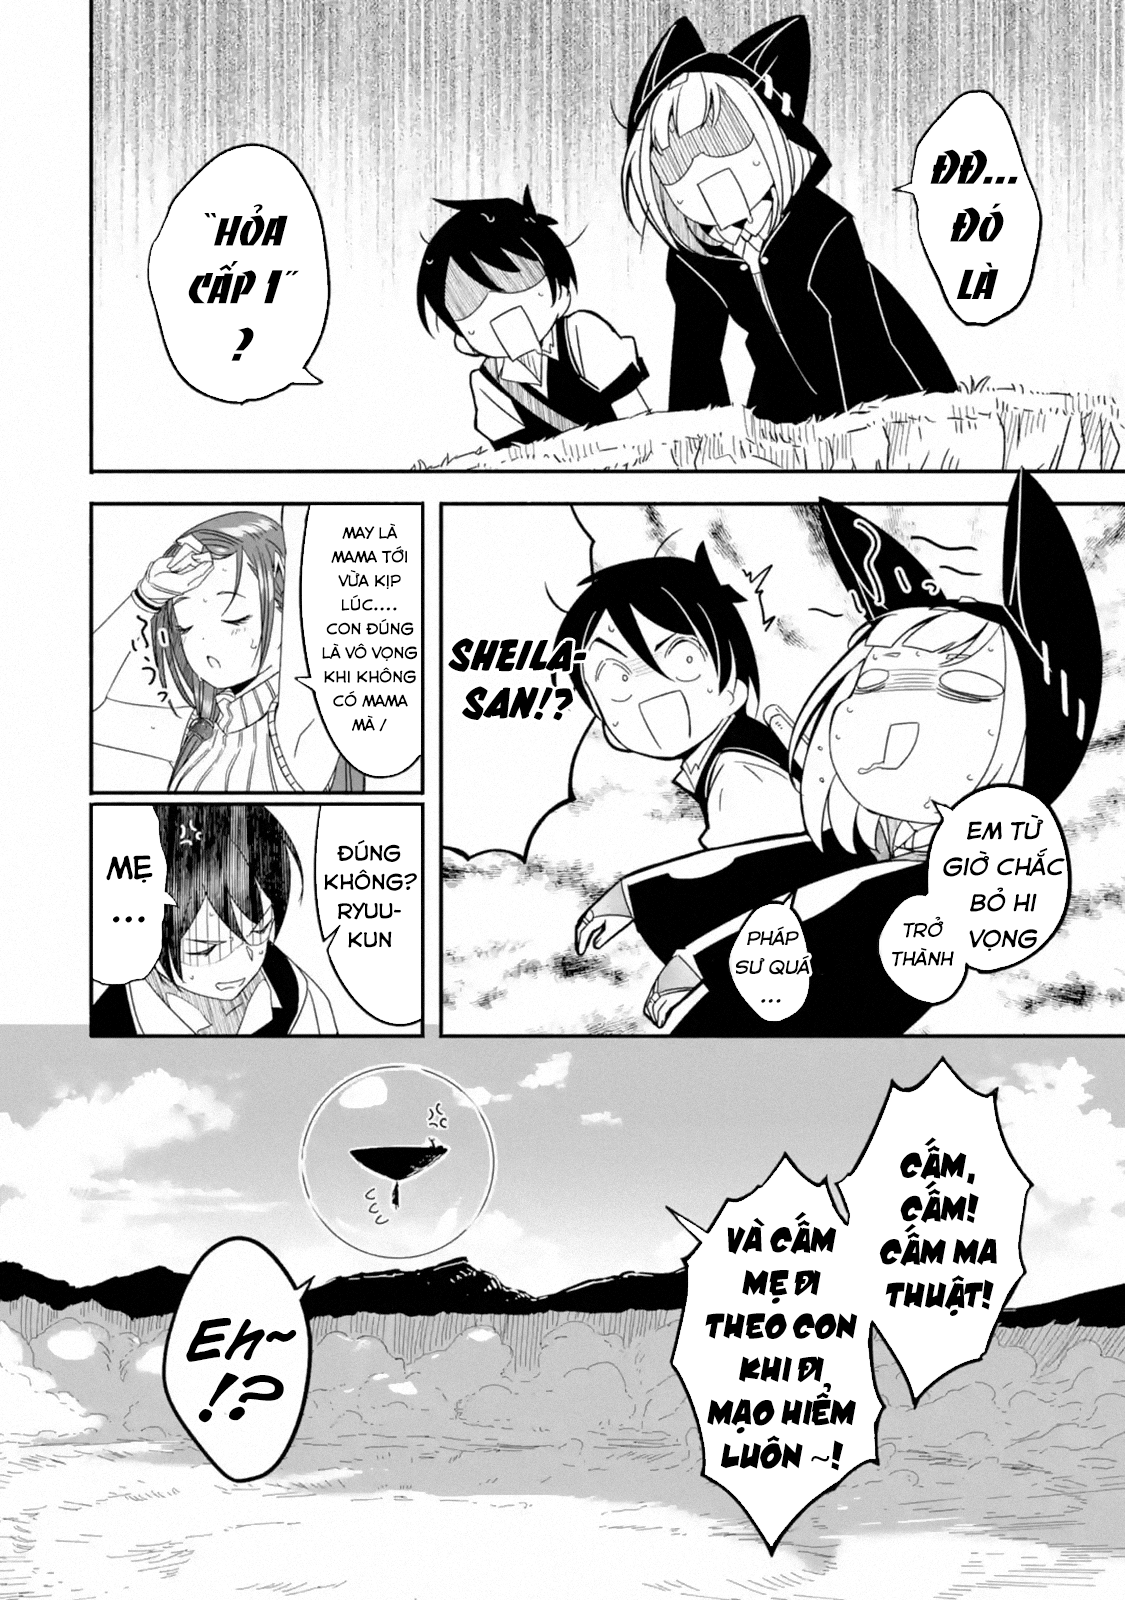 ĐĐ...
ĐÓ
LÀ
"HỎA
CẤP 1"
?
SHEILA-
SAN!?
EM TỪ
GIỜ CHẮC
BỎ HI
VỌNG
TRỞ
THÀNH
PHÁP
SƯ QUÁ
...
MAY LÀ
MAMA TỚI
VỪA KỊP
LÚC....
CON ĐÚNG
LÀ VÔ VỌNG
KHI KHÔNG
CÓ MAMA
MÀ /
ĐÚNG
KHÔNG?
RYUU-
KUN
MẸ
...
CẤM,
CẤM!
CẤM MA
THUẬT!
VÀ CẤM
MẸ ĐI
THEO CON
KHI ĐI
MẠO HIỂM
LUÔN ~!
Eh~
!?